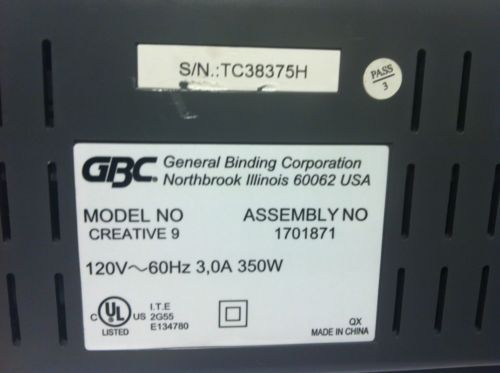 S/N.:TC38375H
PASS
3
GBC. General Binding Corporation
Northbrook Illinois 60062 USA
MODEL NO ASSEMBLY NO
CREATIVE 9 1701871
120V~60Hz 3,0A 350W
C UL US
LISTED
I.T.E
2G55
E134780
QX
MADE IN CHINA